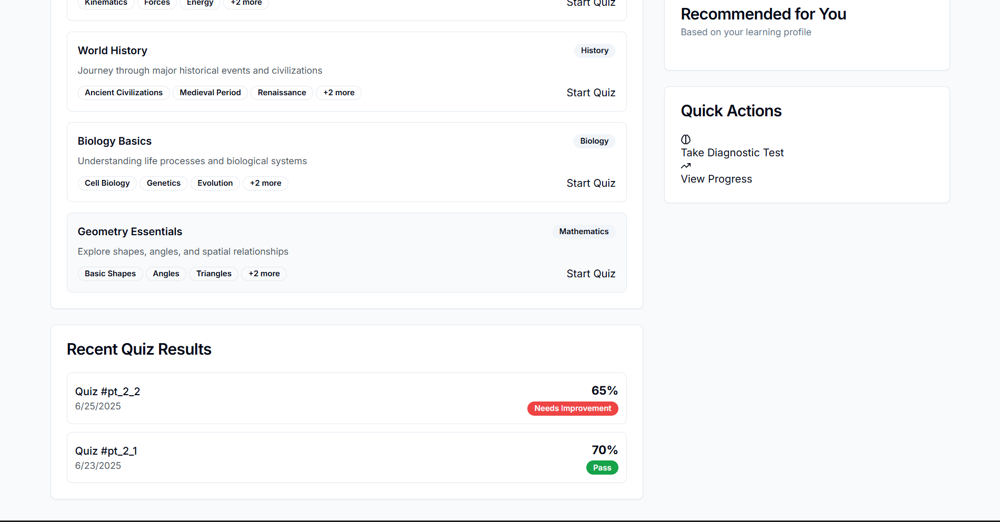 Kinematics Forces Energy +2 more Start Quiz
World History History
Journey through major historical events and civilizations
Ancient Civilizations Medieval Period Renaissance +2 more Start Quiz
Biology Basics Biology
Understanding life processes and biological systems
Cell Biology Genetics Evolution +2 more Start Quiz
Geometry Essentials Mathematics
Explore shapes, angles, and spatial relationships
Basic Shapes Angles Triangles +2 more Start Quiz
Recent Quiz Results
Quiz #pt_2_2 65%
6/25/2025 Needs Improvement
Quiz #pt_2_1 70%
6/23/2025 Pass
Recommended for You
Based on your learning profile
Quick Actions
Take Diagnostic Test
View Progress